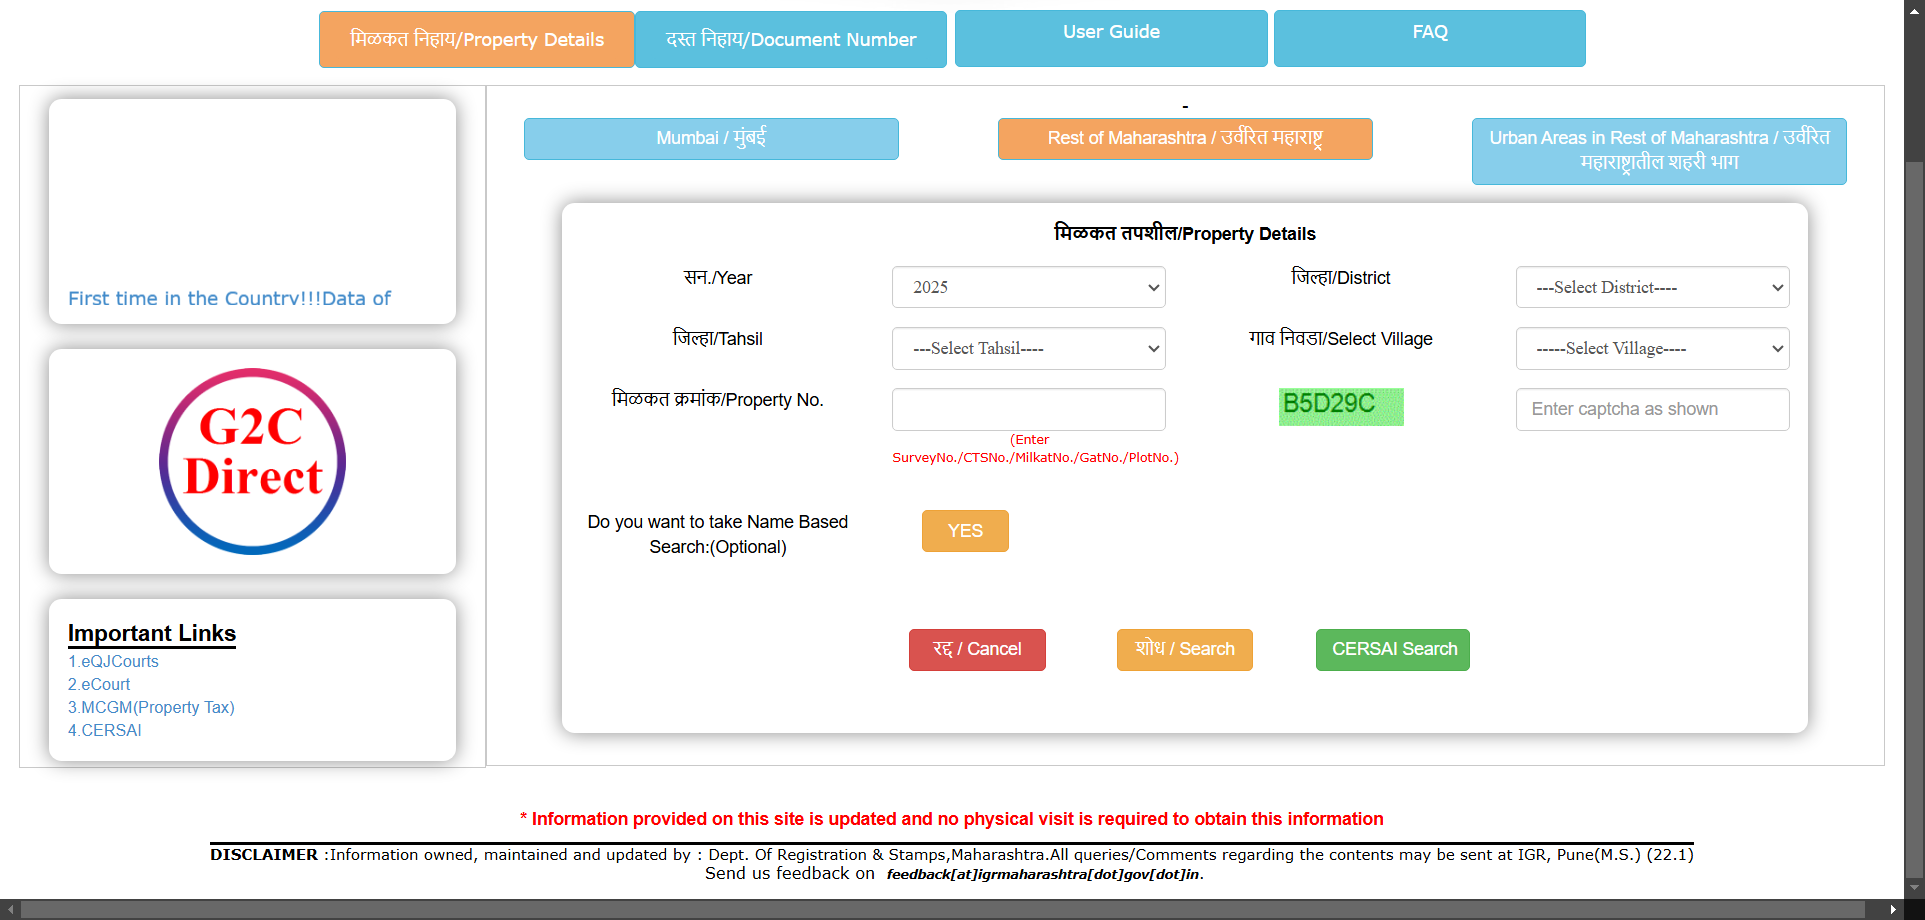 मिळकत निहाय/Property Details
दस्त निहाय/Document Number
User Guide
FAQ
First time in the Country!!!Data of
G2C
Direct
Important Links
1.eQJCourts
2.eCourt
3.MCGM(Property Tax)
4.CERSAI
-
Mumbai / मुंबई
Rest of Maharashtra / उर्वरित महाराष्ट्र
Urban Areas in Rest of Maharashtra / उर्वरित
महाराष्ट्रातील शहरी भाग
मिळकत तपशील/Property Details
सन./Year
2025
जिल्हा/District
---Select District----
जिल्हा/Tahsil
---Select Tahsil----
गाव निवडा/Select Village
-----Select Village----
मिळकत क्रमांक/Property No.
(Enter
SurveyNo./CTSNo./MilkatNo./GatNo./PlotNo.)
B5D29C
Enter captcha as shown
Do you want to take Name Based
Search:(Optional)
YES
रद्द / Cancel
शोध / Search
CERSAI Search
* Information provided on this site is updated and no physical visit is required to obtain this information
DISCLAIMER :Information owned, maintained and updated by : Dept. Of Registration & Stamps,Maharashtra.All queries/Comments regarding the contents may be sent at IGR, Pune(M.S.) (22.1)
Send us feedback on feedback[at]igrmaharashtra[dot]gov[dot]in.